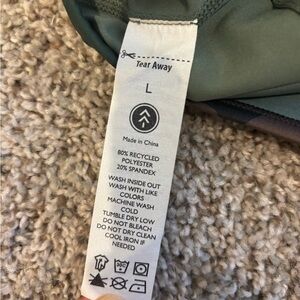 Tear Away
L
Made in China
80% RECYCLED
POLYESTER
20% SPANDEX
WASH INSIDE OUT
WASH WITH LIKE
COLORS
MACHINE WASH
COLD
TUMBLE DRY LOW
DO NOT BLEACH
DO NOT DRY CLEAN
COOL IRON IF
NEEDED